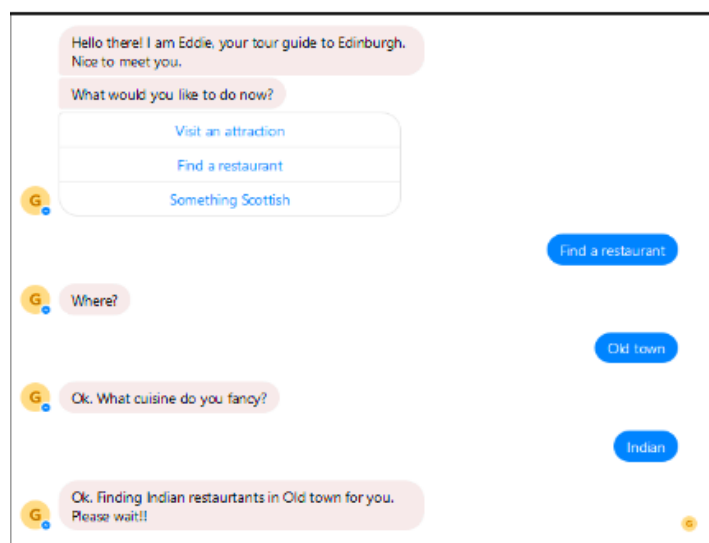 Hello there! I am Eddie, your tour guide to Edinburgh.
Nice to meet you.
What would you like to do now?
Visit an attraction
Find a restaurant
Something Scottish
G
Find a restaurant
G
Where?
Old town
G
Ok. What cuisine do you fancy?
Indian
Ok. Finding Indian restaurtants in Old town for you.
Please wait!!
G
G